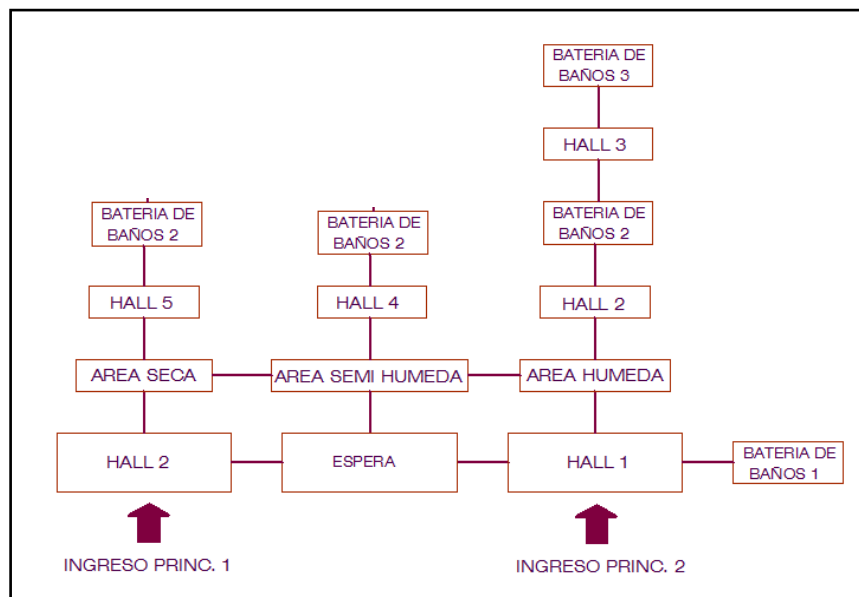 BATERIA DE
BAÑOS 3
HALL 3
BATERIA DE
BAÑOS 2
BATERIA DE
BAÑOS 2
BATERIA DE
BAÑOS 2
HALL 5
HALL 4
HALL 2
AREA SECA
AREA SEMI HUMEDA
AREA HUMEDA
HALL 2
ESPERA
HALL 1
BATERIA DE
BAÑOS 1
INGRESO PRINC. 1
INGRESO PRINC. 2